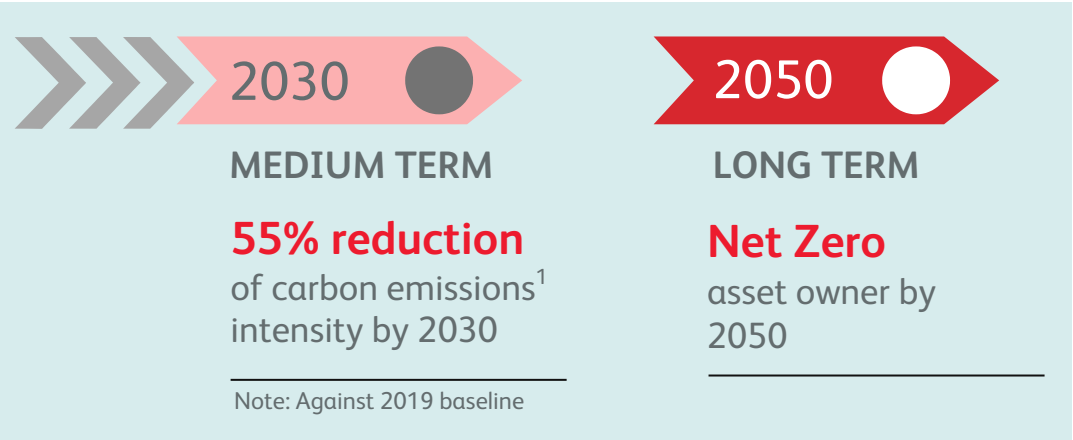 2030
MEDIUM TERM
55% reduction
of carbon emissions¹
intensity by 2030
Note: Against 2019 baseline
2050
LONG TERM
Net Zero
asset owner by
2050